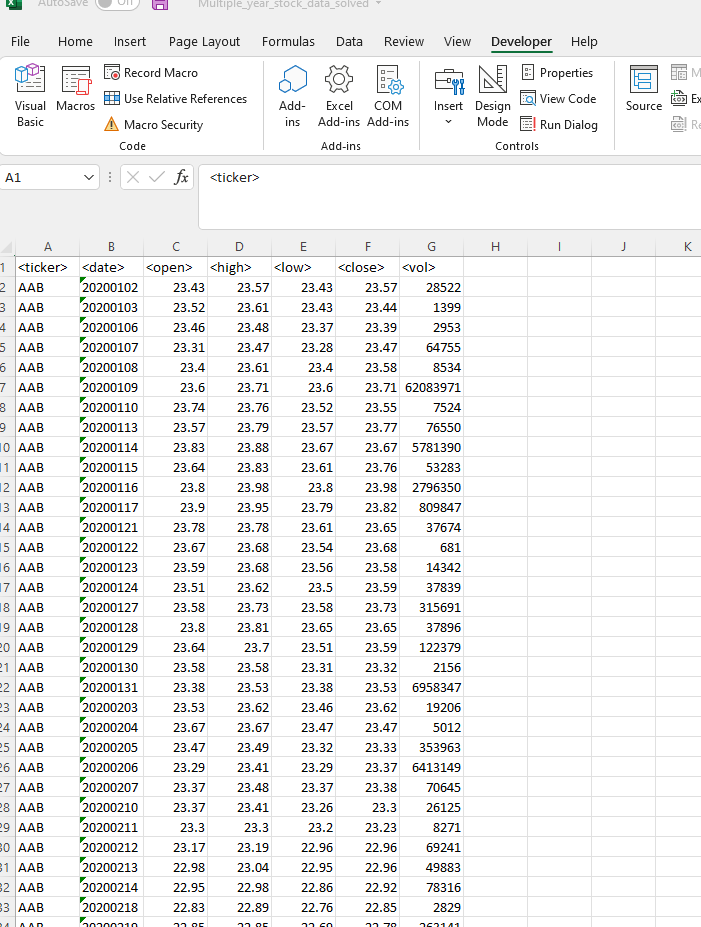 AutoSave Off Multiple_year_stock_data_solved
File Home Insert Page Layout Formulas Data Review View Developer Help
Visual Basic
Macros
Record Macro
Use Relative References
Macro Security
Code
Add-ins
Excel Add-ins
COM Add-ins
Add-ins
Insert
Design Mode
Properties
View Code
Run Dialog
Controls
Source
M
Ex
Re
A1 fx <ticker>
A B C D E F G H I J K
1 <ticker> <date> <open> <high> <low> <close> <vol>
2 AAB 20200102 23.43 23.57 23.43 23.57 28522
3 AAB 20200103 23.52 23.61 23.43 23.44 1399
4 AAB 20200106 23.46 23.48 23.37 23.39 2953
5 AAB 20200107 23.31 23.47 23.28 23.47 64755
6 AAB 20200108 23.4 23.61 23.4 23.58 8534
7 AAB 20200109 23.6 23.71 23.6 23.71 62083971
8 AAB 20200110 23.74 23.76 23.52 23.55 7524
9 AAB 20200113 23.57 23.79 23.57 23.77 76550
10 AAB 20200114 23.83 23.88 23.67 23.67 5781390
11 AAB 20200115 23.64 23.83 23.61 23.76 53283
12 AAB 20200116 23.8 23.98 23.8 23.98 2796350
13 AAB 20200117 23.9 23.95 23.79 23.82 809847
14 AAB 20200121 23.78 23.78 23.61 23.65 37674
15 AAB 20200122 23.67 23.68 23.54 23.68 681
16 AAB 20200123 23.59 23.68 23.56 23.58 14342
17 AAB 20200124 23.51 23.62 23.5 23.59 37839
18 AAB 20200127 23.58 23.73 23.58 23.73 315691
19 AAB 20200128 23.8 23.81 23.65 23.65 37896
20 AAB 20200129 23.64 23.7 23.51 23.59 122379
21 AAB 20200130 23.58 23.58 23.31 23.32 2156
22 AAB 20200131 23.38 23.53 23.38 23.53 6958347
23 AAB 20200203 23.53 23.62 23.46 23.62 19206
24 AAB 20200204 23.67 23.67 23.47 23.47 5012
25 AAB 20200205 23.47 23.49 23.32 23.33 353963
26 AAB 20200206 23.29 23.41 23.29 23.37 6413149
27 AAB 20200207 23.37 23.48 23.37 23.38 70645
28 AAB 20200210 23.37 23.41 23.26 23.3 26125
29 AAB 20200211 23.3 23.3 23.2 23.23 8271
30 AAB 20200212 23.17 23.19 22.96 22.96 69241
31 AAB 20200213 22.98 23.04 22.95 22.96 49883
32 AAB 20200214 22.95 22.98 22.86 22.92 78316
33 AAB 20200218 22.83 22.89 22.76 22.85 2829
34 AAB 20200219 22.85 22.85 22.69 22.78 263141